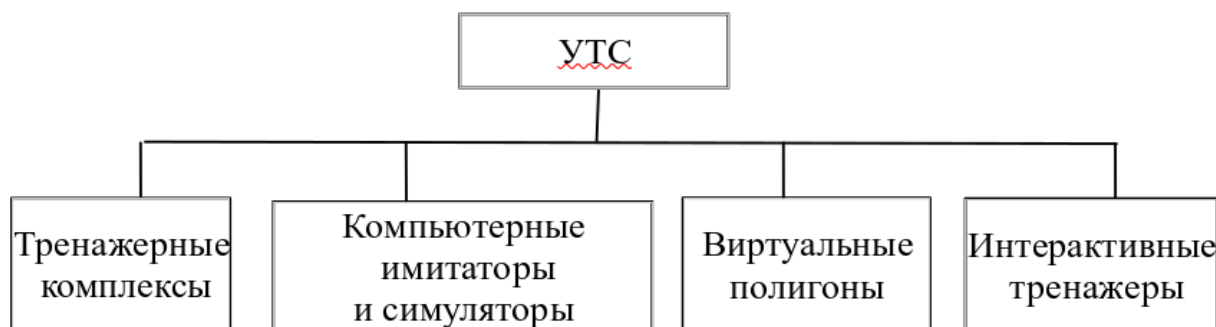 УТС
Тренажерные
комплексы
Компьютерные
имитаторы
и симуляторы
Виртуальные
полигоны
Интерактивные
тренажеры